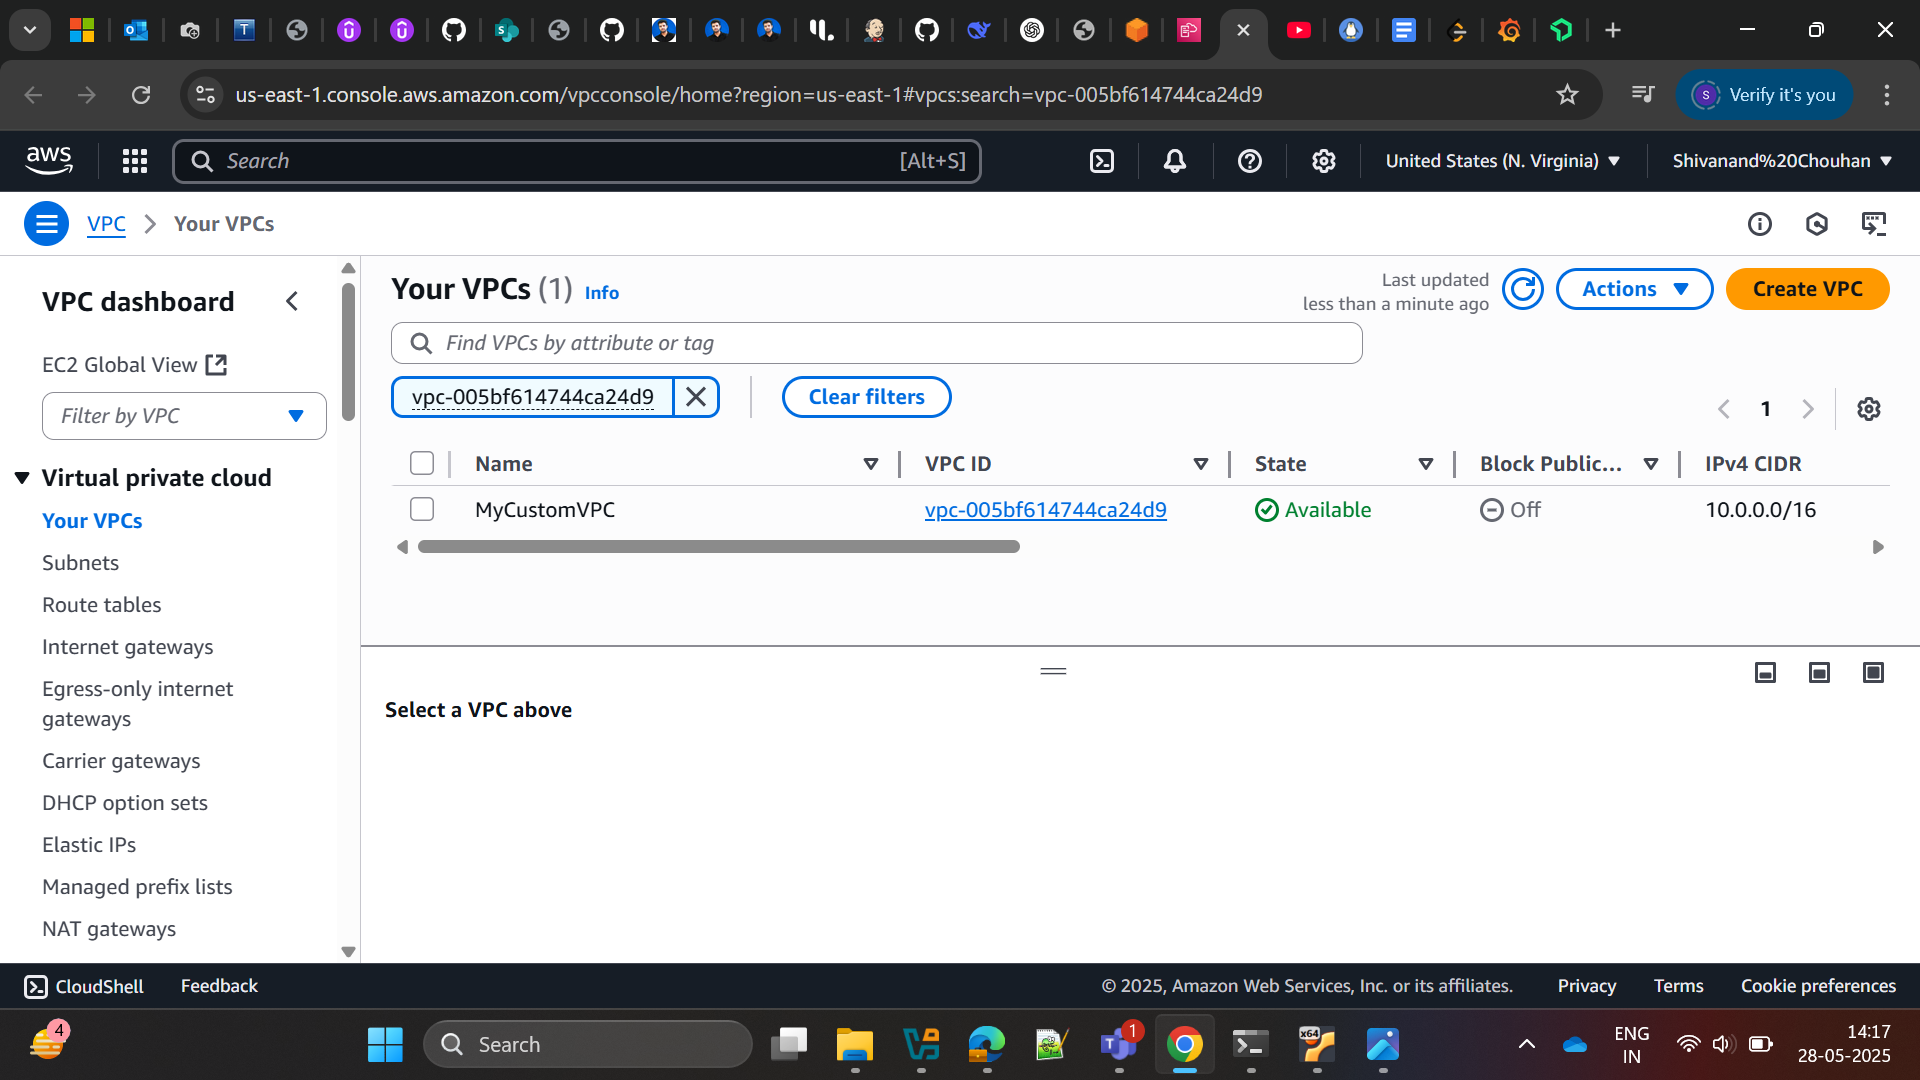 us-east-1.console.aws.amazon.com/vpcconsole/home?region=us-east-1#vpcs:search=vpc-005bf614744ca24d9
S
Verify it's you
aws
Search
[Alt+S]
United States (N. Virginia)
Shivanand%20Chouhan
VPC
Your VPCs
VPC dashboard
EC2 Global View
Filter by VPC
Virtual private cloud
Your VPCs
Subnets
Route tables
Internet gateways
Egress-only internet
gateways
Carrier gateways
DHCP option sets
Elastic IPs
Managed prefix lists
NAT gateways
Your VPCs (1) Info
Last updated
less than a minute ago
Actions
Create VPC
Find VPCs by attribute or tag
vpc-005bf614744ca24d9
Clear filters
1
Name
VPC ID
State
Block Public...
IPv4 CIDR
MyCustomVPC
vpc-005bf614744ca24d9
Available
Off
10.0.0.0/16
Select a VPC above
CloudShell
Feedback
© 2025, Amazon Web Services, Inc. or its affiliates.
Privacy
Terms
Cookie preferences
4
Search
1
x64
ENG
IN
14:17
28-05-2025